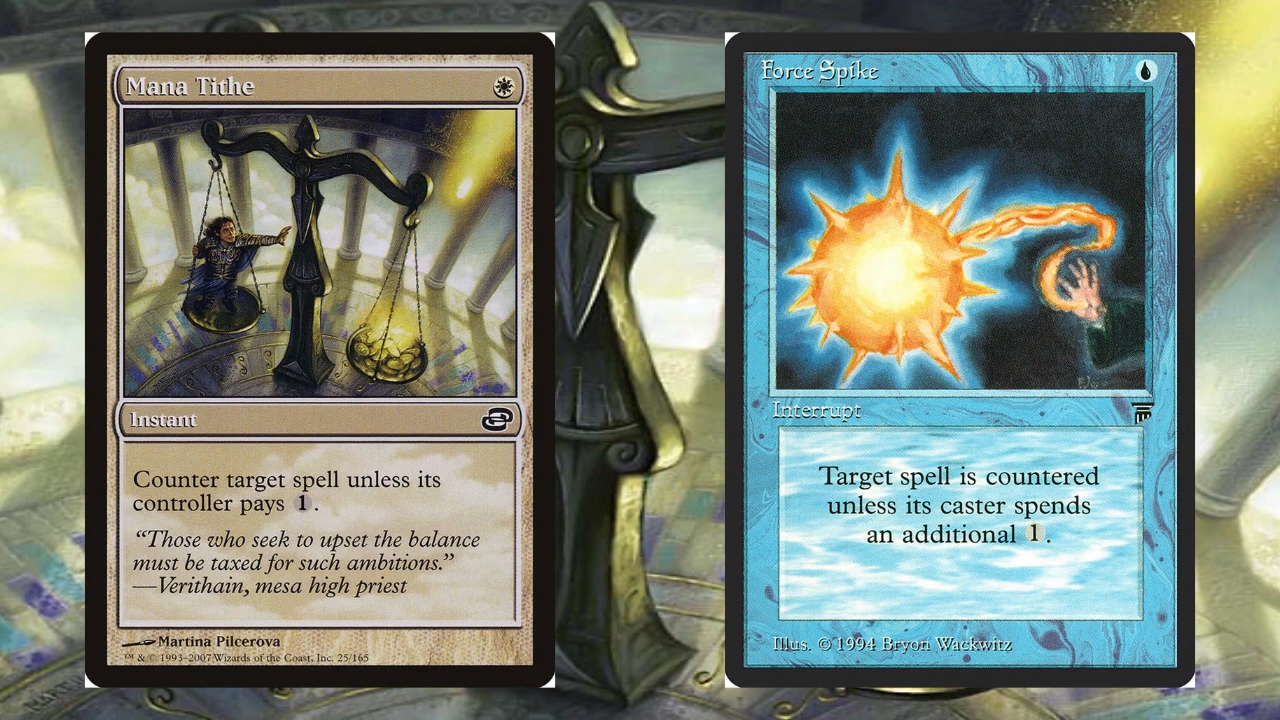 Mana Tithe
Instant
Counter target spell unless its
controller pays 1.
“Those who seek to upset the balance
must be taxed for such ambitions.”
—Verithain, mesa high priest
Martina Pilcerova
™ & © 1993–2007 Wizards of the Coast, Inc. 25/165
Force Spike
Interrupt
Target spell is countered
unless its caster spends
an additional 1.
Illus. © 1994 Bryon Wackwitz